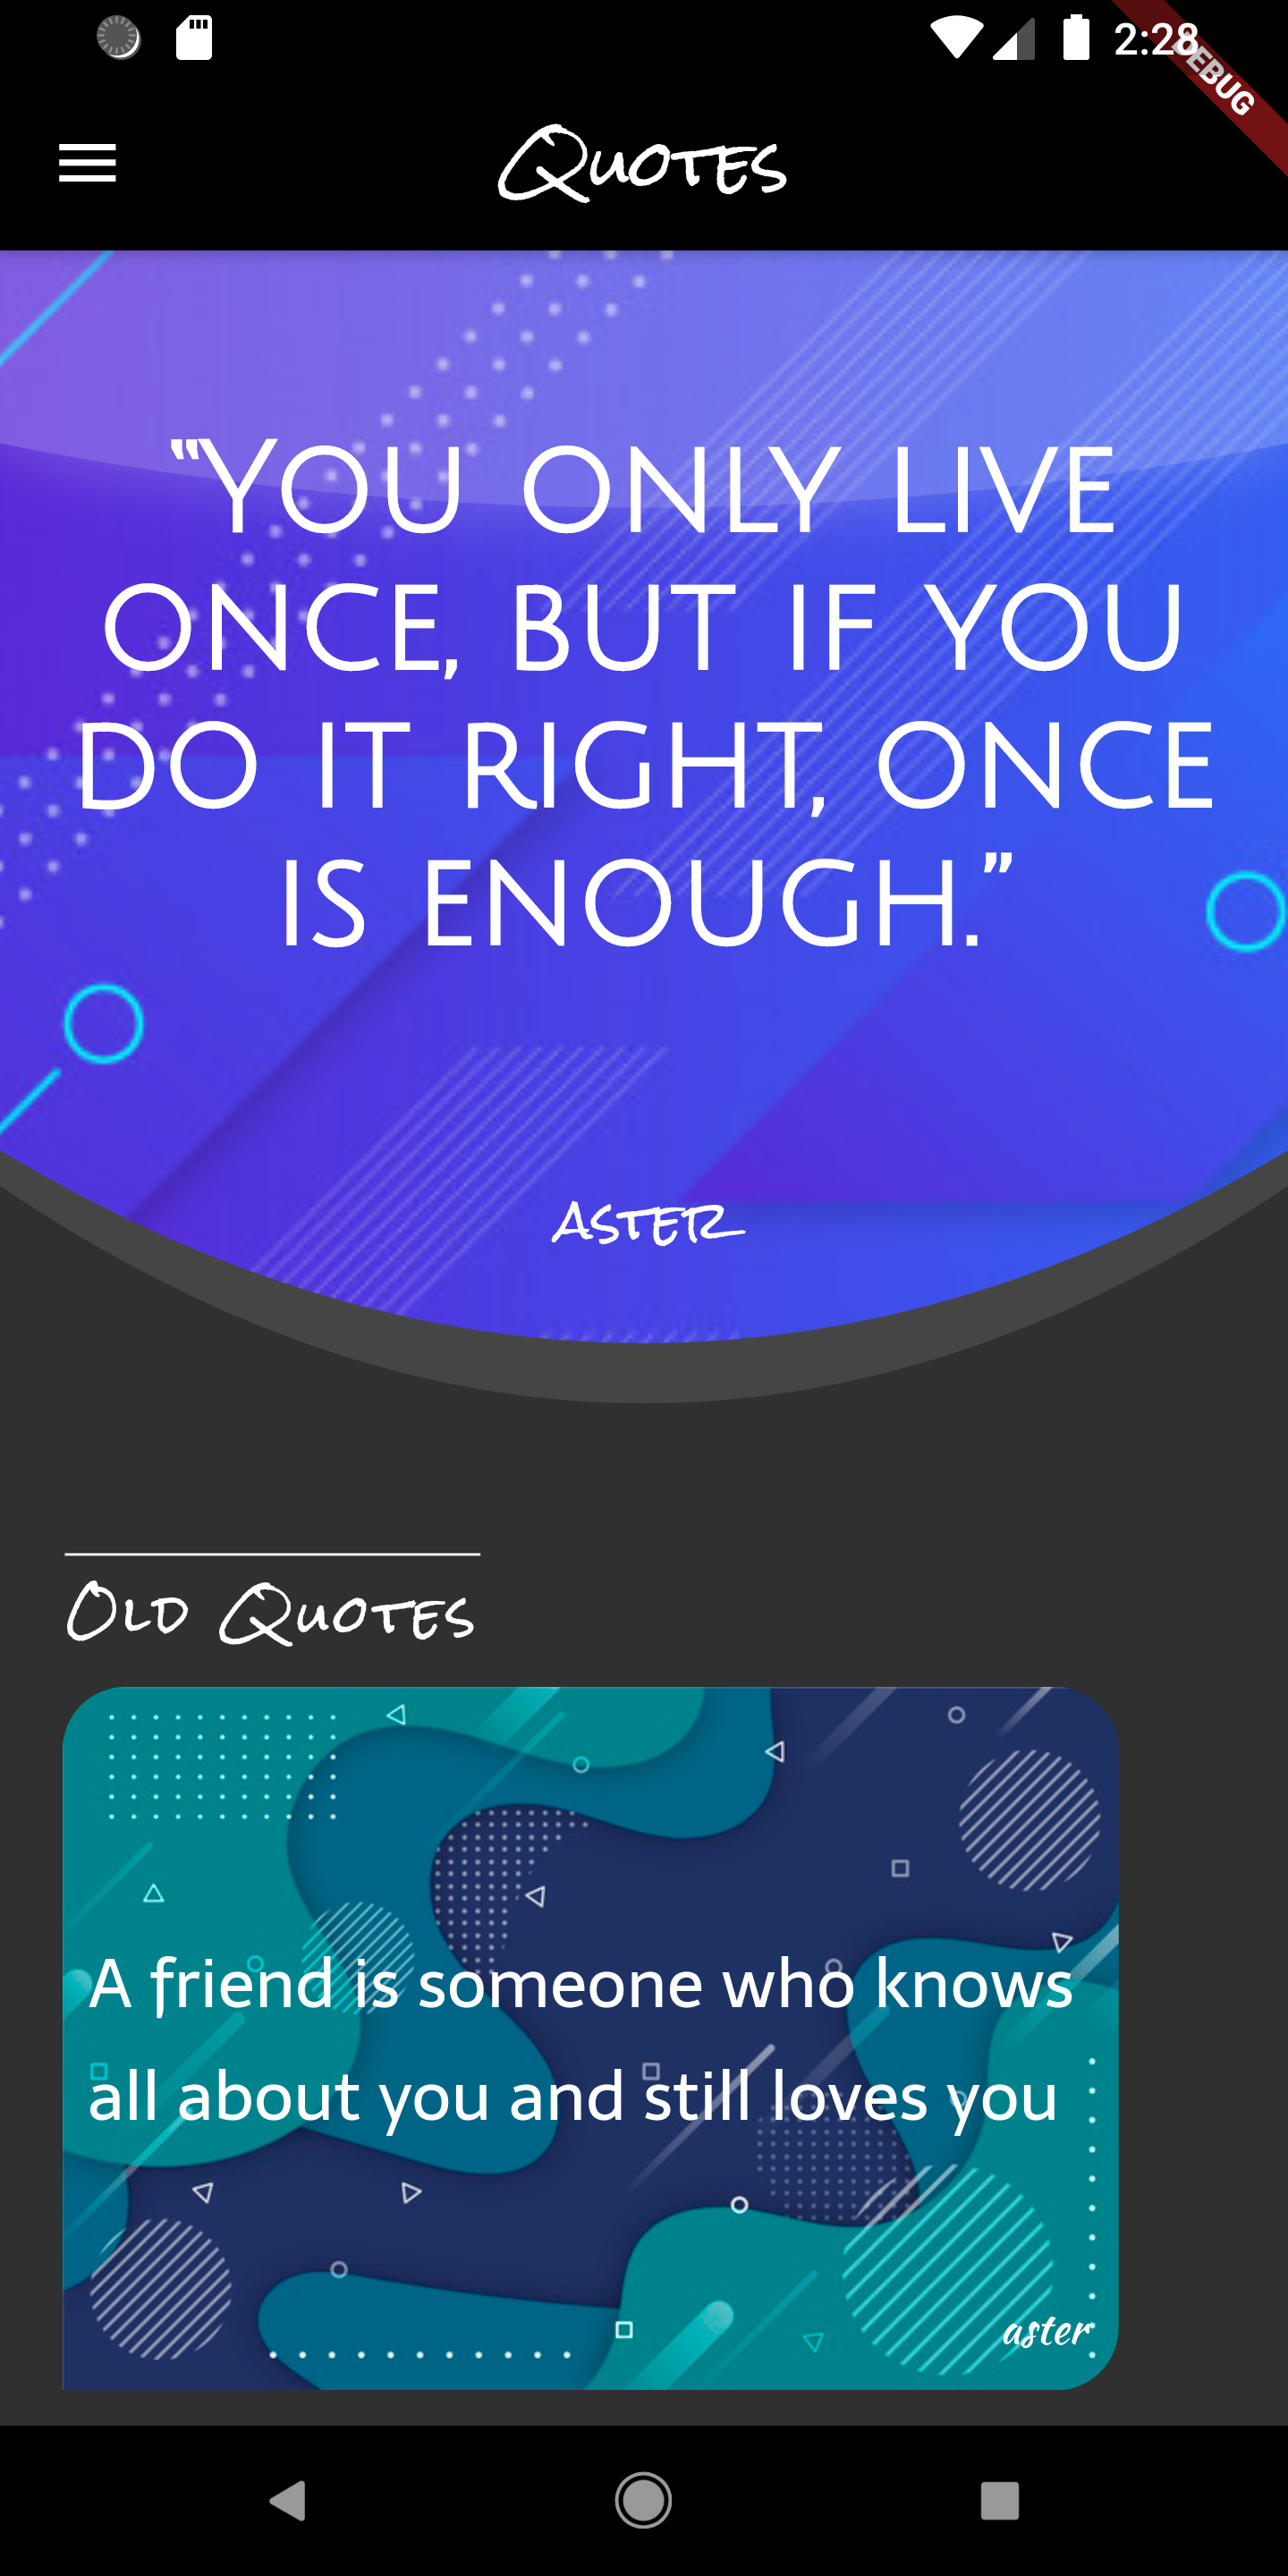 2:28
DEBUG
Quotes
“You only live
once, but if you
do it right, once
is enough.”
aster
Old Quotes
A friend is someone who knows
all about you and still loves you
aster